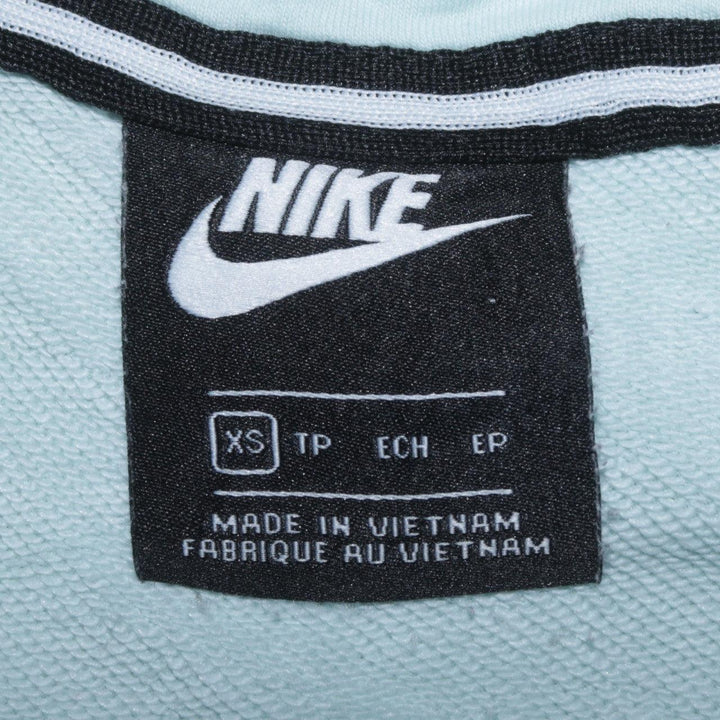 NIKE
XS TP ECH EP
MADE IN VIETNAM
FABRIQUE AU VIETNAM